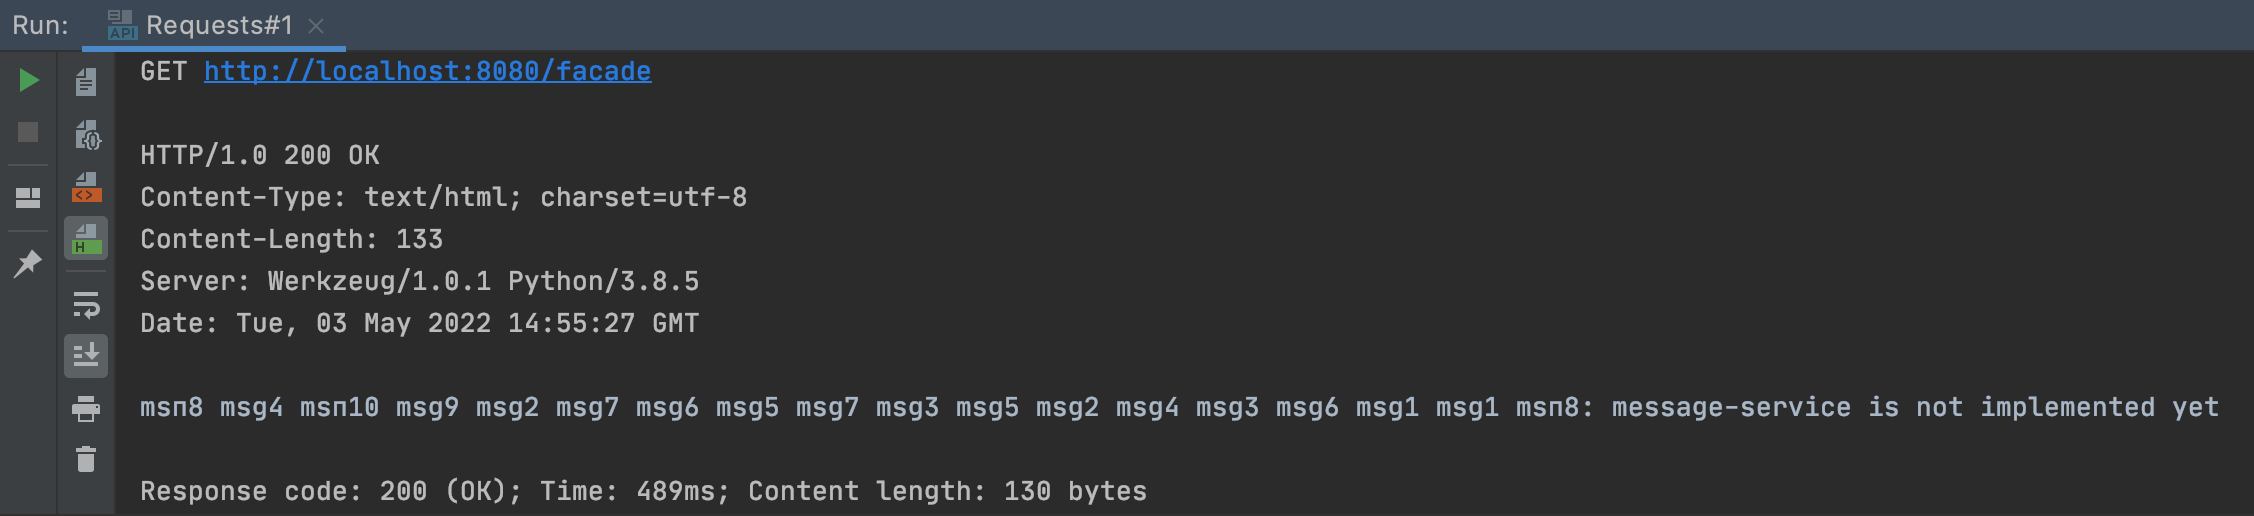 Run: API Requests#1
GET http://localhost:8080/facade
HTTP/1.0 200 OK
Content-Type: text/html; charset=utf-8
Content-Length: 133
Server: Werkzeug/1.0.1 Python/3.8.5
Date: Tue, 03 May 2022 14:55:27 GMT
msп8 msg4 msп10 msg9 msg2 msg7 msg6 msg5 msg7 msg3 msg5 msg2 msg4 msg3 msg6 msg1 msg1 msп8: message-service is not implemented yet
Response code: 200 (OK); Time: 489ms; Content length: 130 bytes